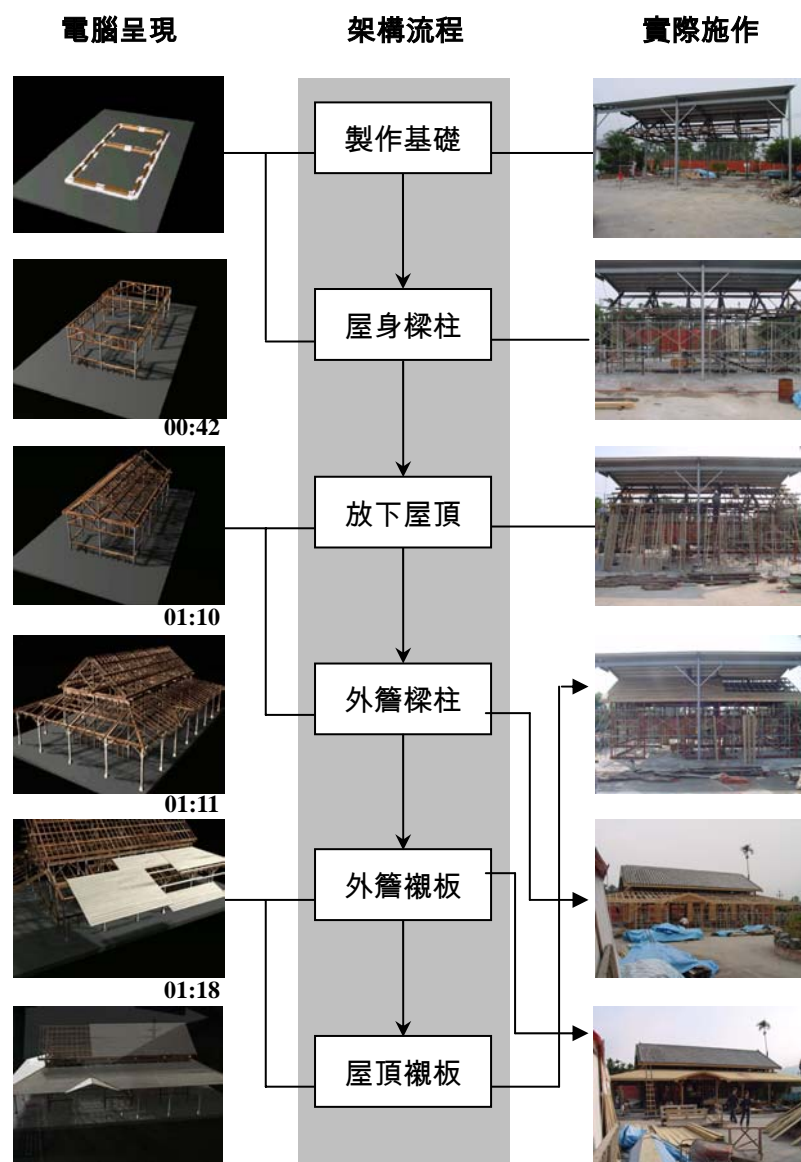 電腦呈現
架構流程
實際施作
製作基礎
屋身樑柱
00:42
放下屋頂
01:10
外簷樑柱
01:11
外簷襯板
01:18
屋頂襯板